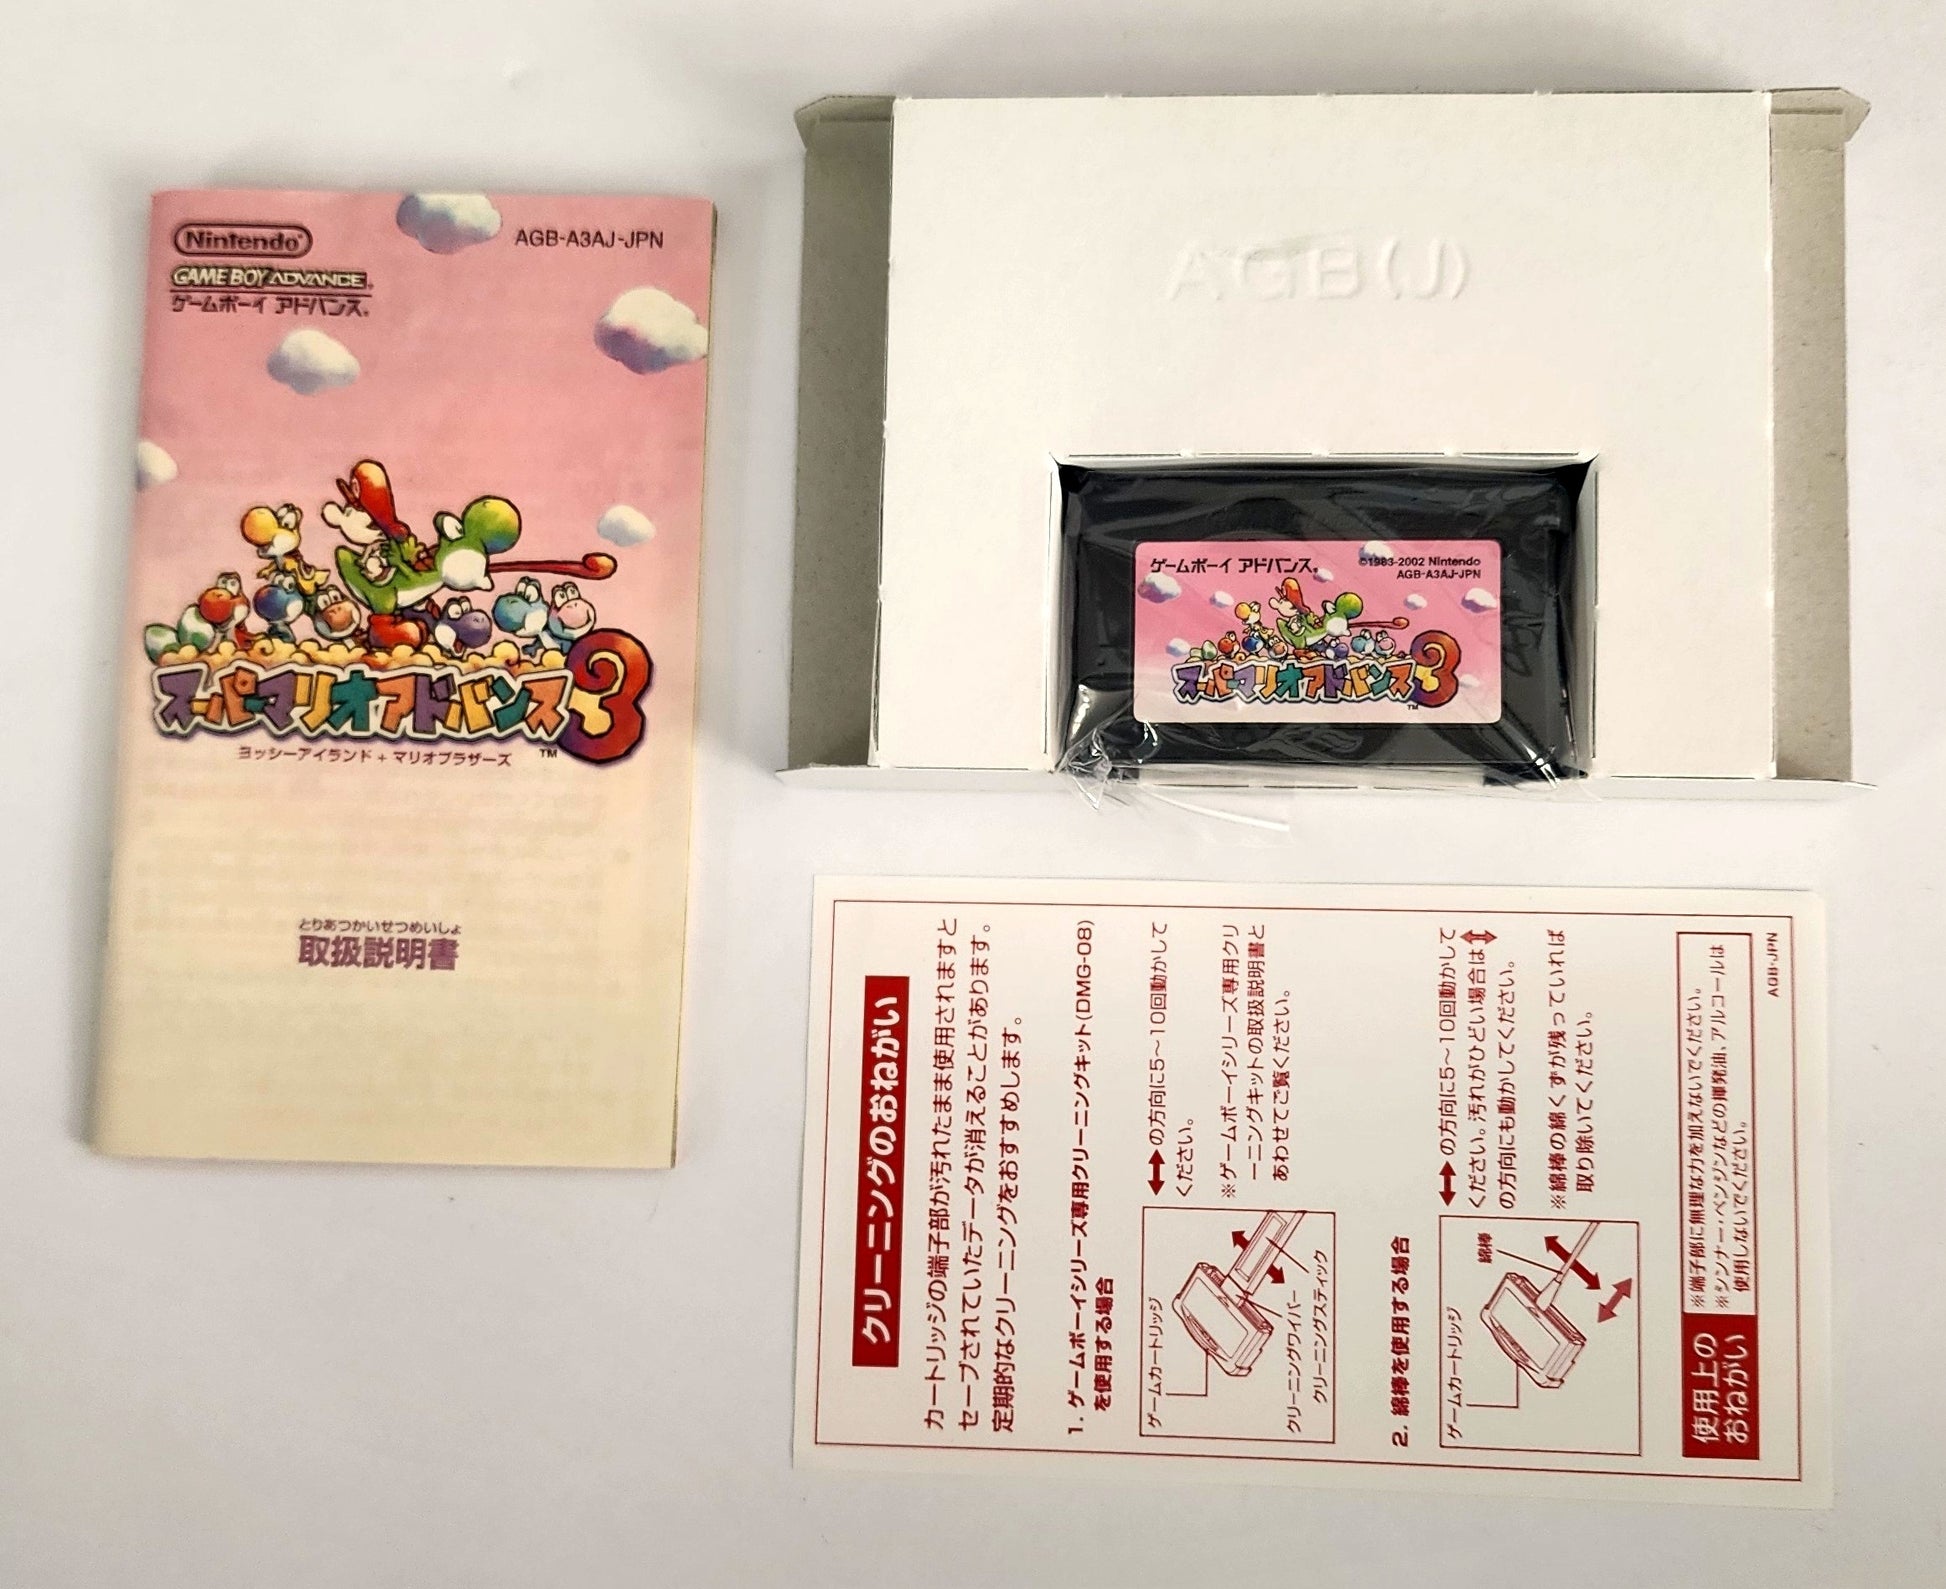 Nintendo®
AGB-A3AJ-JPN
GAME BOY ADVANCE®
ゲームボーイ アドバンス®
スーパーマリオアドバンス3
TM
ヨッシーアイランド + マリオブラザーズ
とりあつかいせつめいしょ
取扱説明書
AGB(J)
ゲームボーイ アドバンス®
©1983-2002 Nintendo
AGB-A3AJ-JPN
スーパーマリオアドバンス3
TM
クリーニングのおねがい
カートリッジの端子部が汚れたまま使用されますと
セーブされていたデータが消えることがあります。
定期的なクリーニングをおすすめします。
1. ゲームボーイシリーズ専用クリーニングキット(DMG-08)
を使用する場合
ゲームカートリッジ
クリーニングワイパー
クリーニングスティック
↔の方向に5〜10回動かして
ください。
※ゲームボーイシリーズ専用クリ
ーニングキットの取扱説明書と
あわせてご覧ください。
2. 綿棒を使用する場合
ゲームカートリッジ
綿棒
↔の方向に5〜10回動かして
ください。汚れがひどい場合は⇕
の方向にも動かしてください。
※綿棒の綿くずが残っていれば
取り除いてください。
使用上の
おねがい
※端子部に無理な力を加えないでください。
※シンナー・ベンジンなどの揮発油、アルコールは
使用しないでください。
AGB-JPN